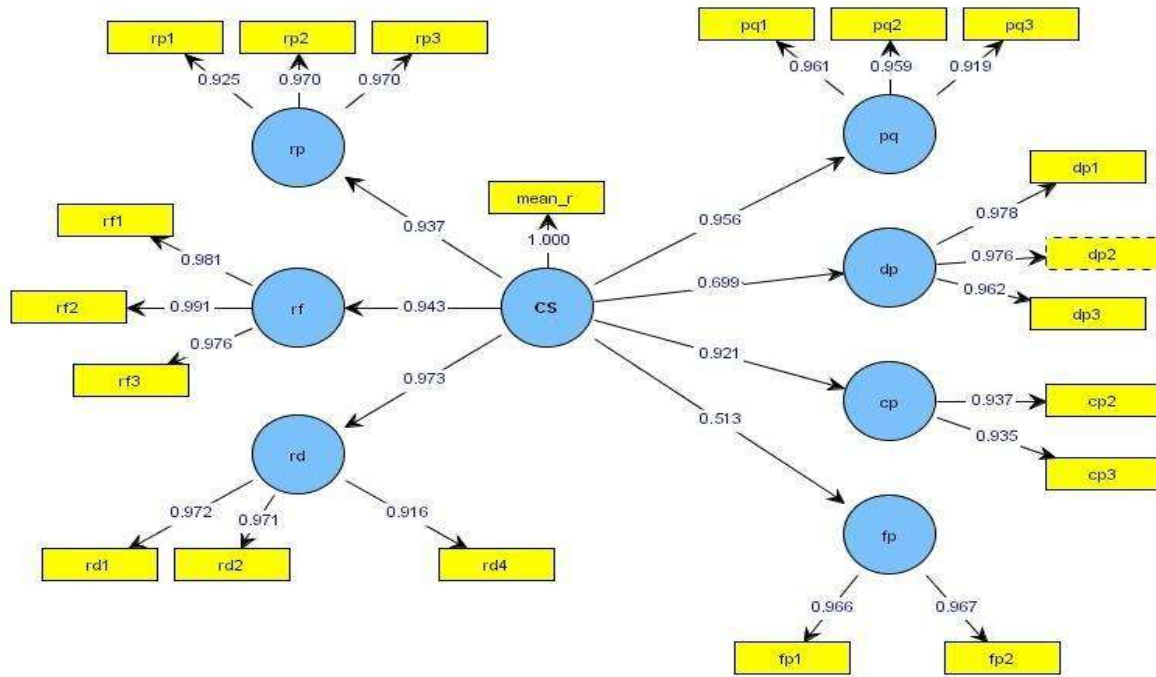 rp1
rp2
rp3
0.925
0.970
0.970
rp
pq1
pq2
pq3
0.961
0.959
0.919
pq
mean_r
1.000
0.937
0.956
rf1
rf2
rf3
0.981
0.991
0.976
rf
0.943
CS
0.699
dp
0.978
0.976
0.962
dp1
dp2
dp3
0.973
0.921
0.513
cp
0.937
0.935
cp2
cp3
rd
0.972
0.971
0.916
rd1
rd2
rd4
fp
0.966
0.967
fp1
fp2